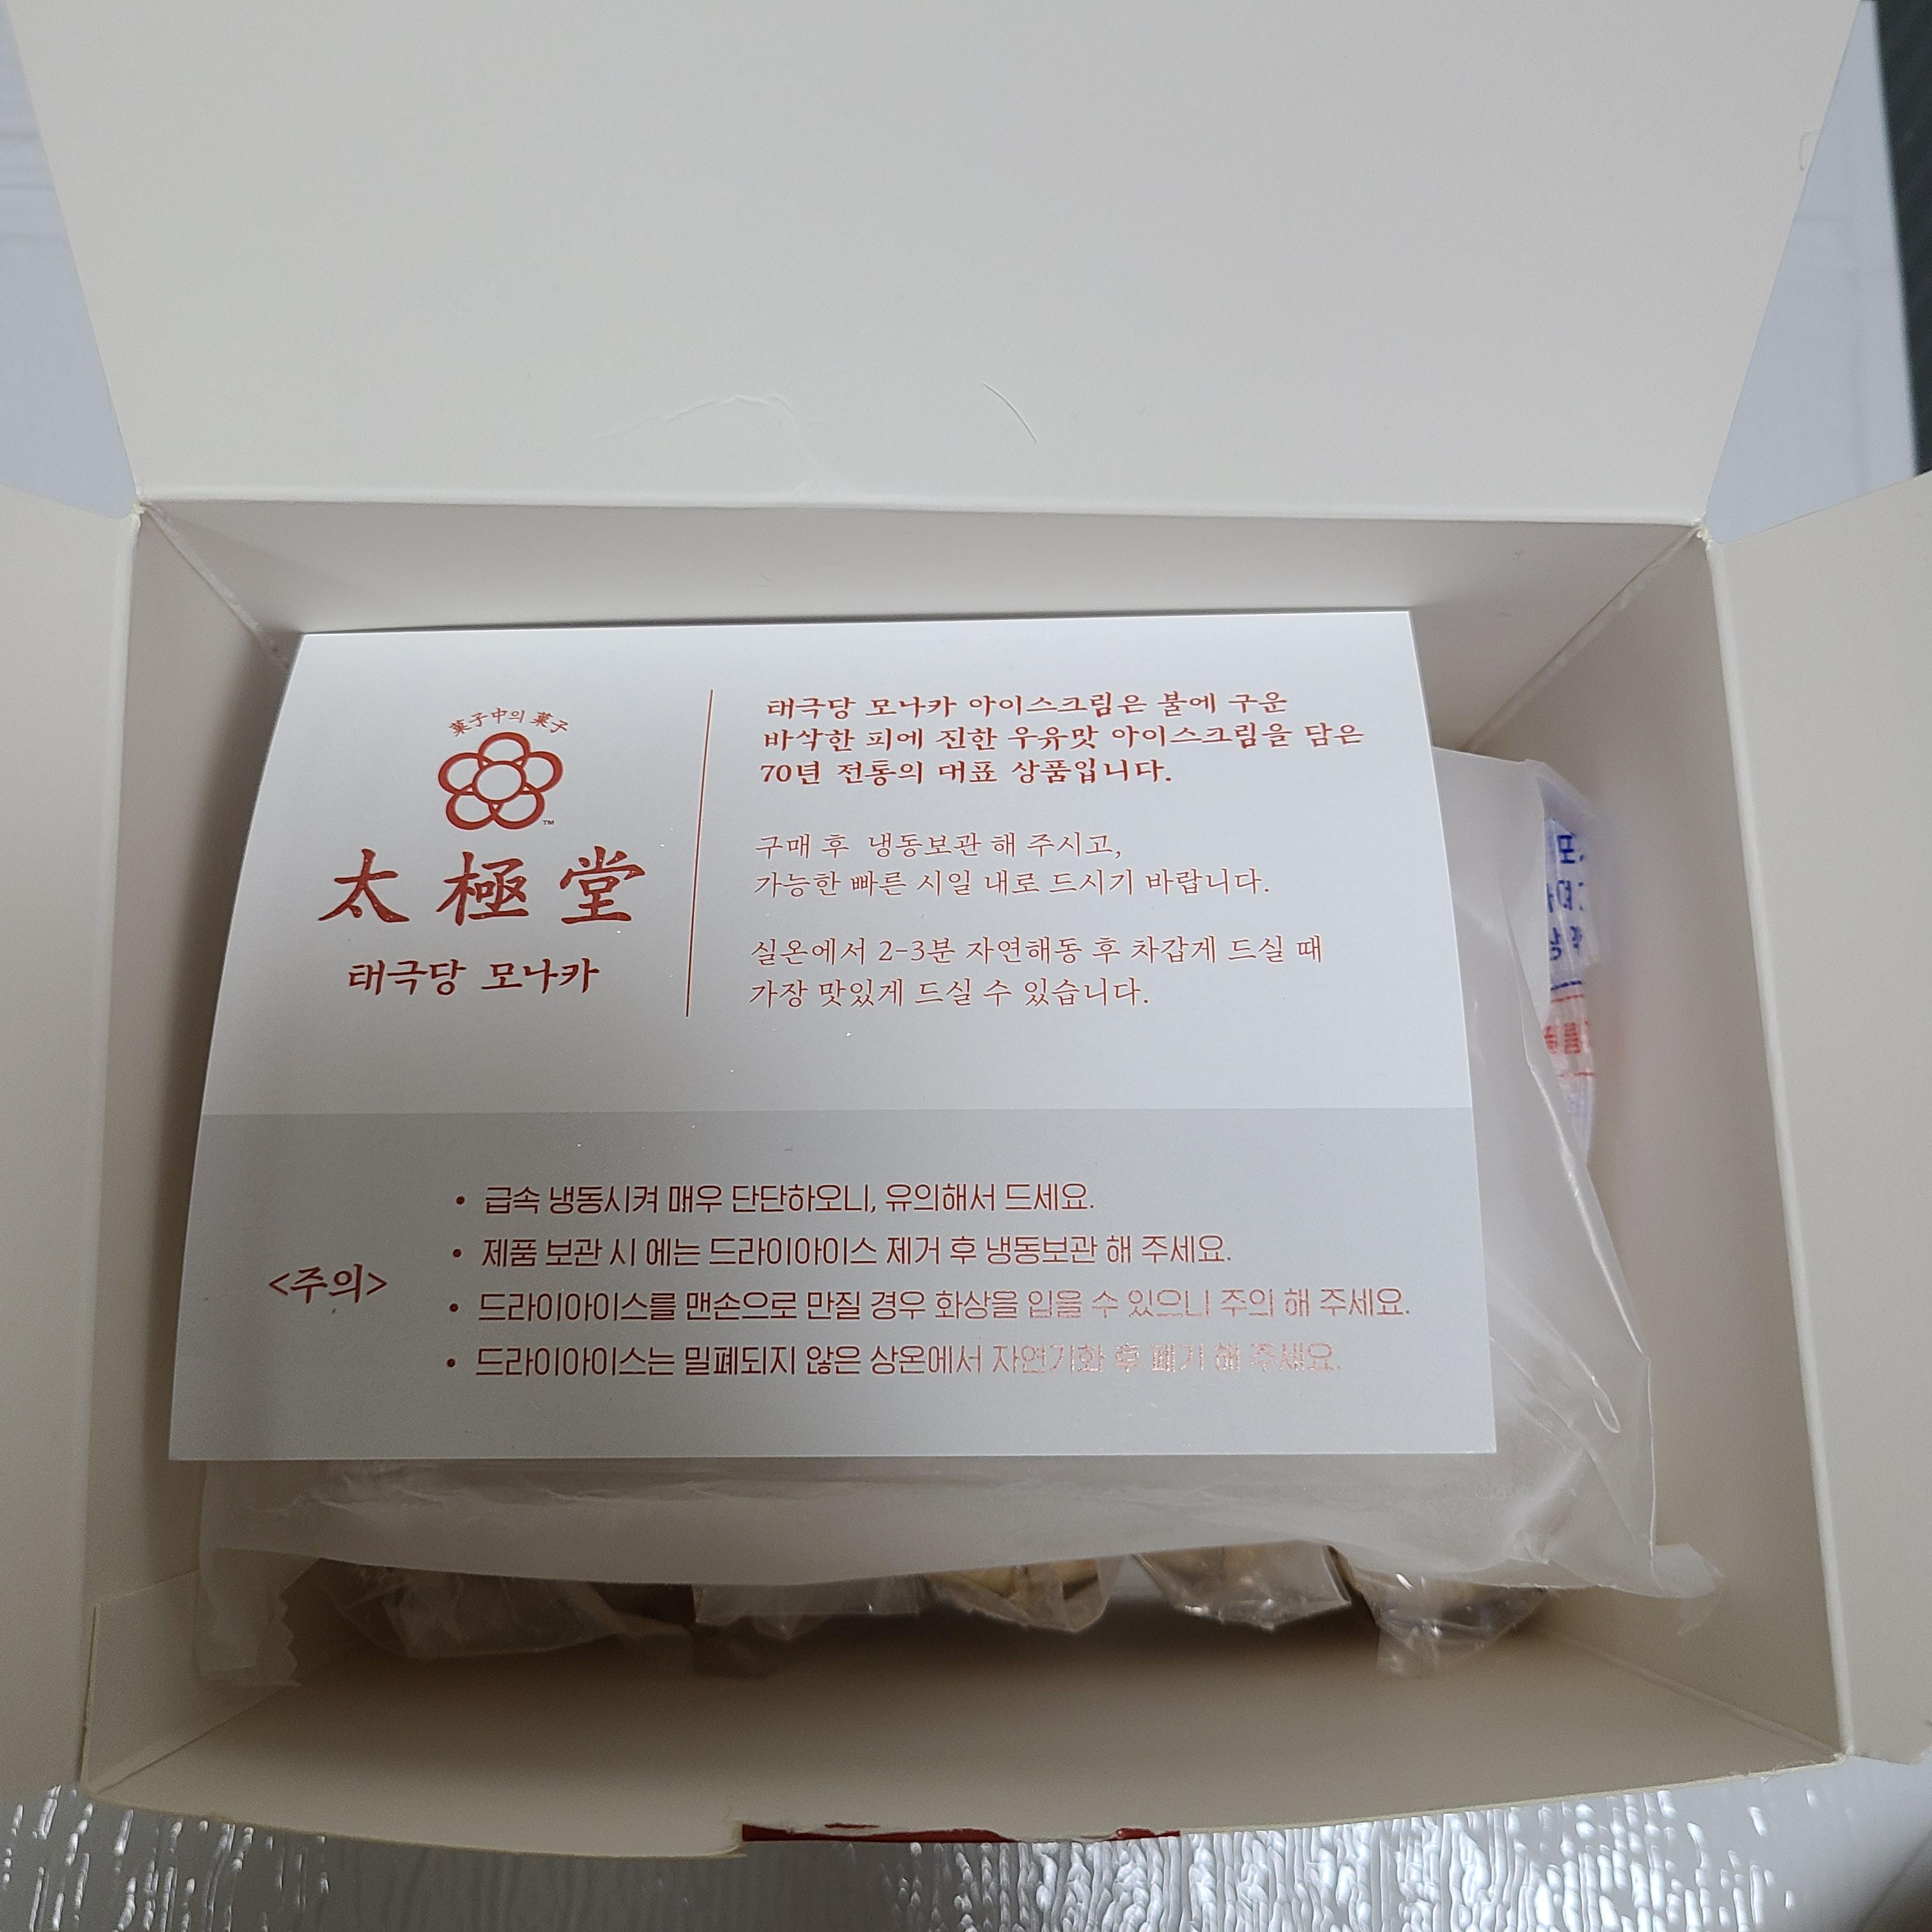 菓子中의 菓子
TM
太極堂
태극당 모나카
태극당 모나카 아이스크림은 불에 구운
바삭한 피에 진한 우유맛 아이스크림을 담은
70년 전통의 대표 상품입니다.
구매 후 냉동보관 해 주시고,
가능한 빠른 시일 내로 드시기 바랍니다.
실온에서 2-3분 자연해동 후 차갑게 드실 때
가장 맛있게 드실 수 있습니다.
<주의>
• 급속 냉동시켜 매우 단단하오니, 유의해서 드세요.
• 제품 보관 시 에는 드라이아이스 제거 후 냉동보관 해 주세요.
• 드라이아이스를 맨손으로 만질 경우 화상을 입을 수 있으니 주의 해 주세요.
• 드라이아이스는 밀폐되지 않은 상온에서 자연기화 후 폐기 해 주세요.